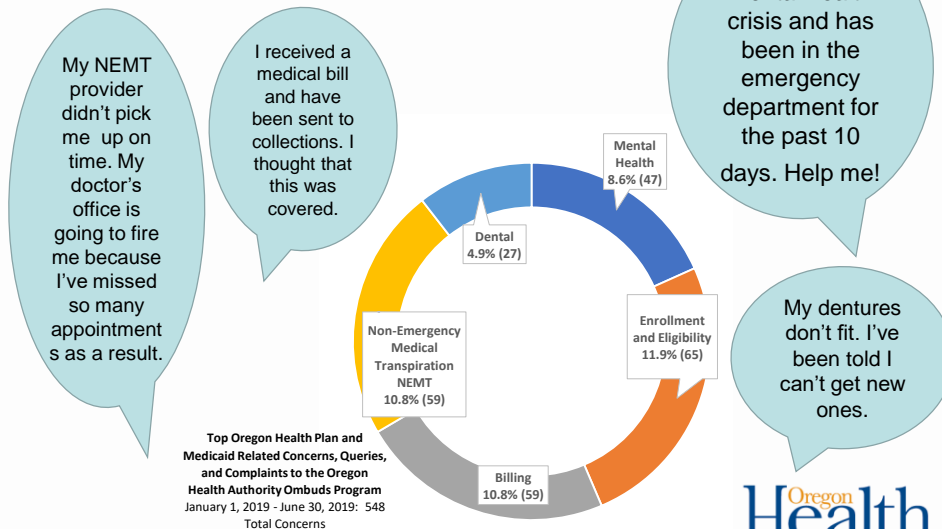 My NEMT
provider
didn't pick
me up on
time. My
doctor's
office is
going to fire
me because
I've missed
so many
appointment
s as a result.
I received a
medical bill
and have
been sent to
collections. I
thought that
this was
covered.
crisis and has
been in the
emergency
department for
the past 10
days. Help me!
Mental
Health
8.6% (47)
Dental
4.9% (27)
Non-Emergency
Medical
Transpiration
NEMT
10.8% (59)
Enrollment
and Eligibility
11.9% (65)
My dentures
don't fit. I've
been told I
can't get new
ones.
Billing
10.8% (59)
Top Oregon Health Plan and
Medicaid Related Concerns, Queries,
and Complaints to the Oregon
Health Authority Ombuds Program
January 1, 2019 - June 30, 2019: 548
Total Concerns
Oregon
Health